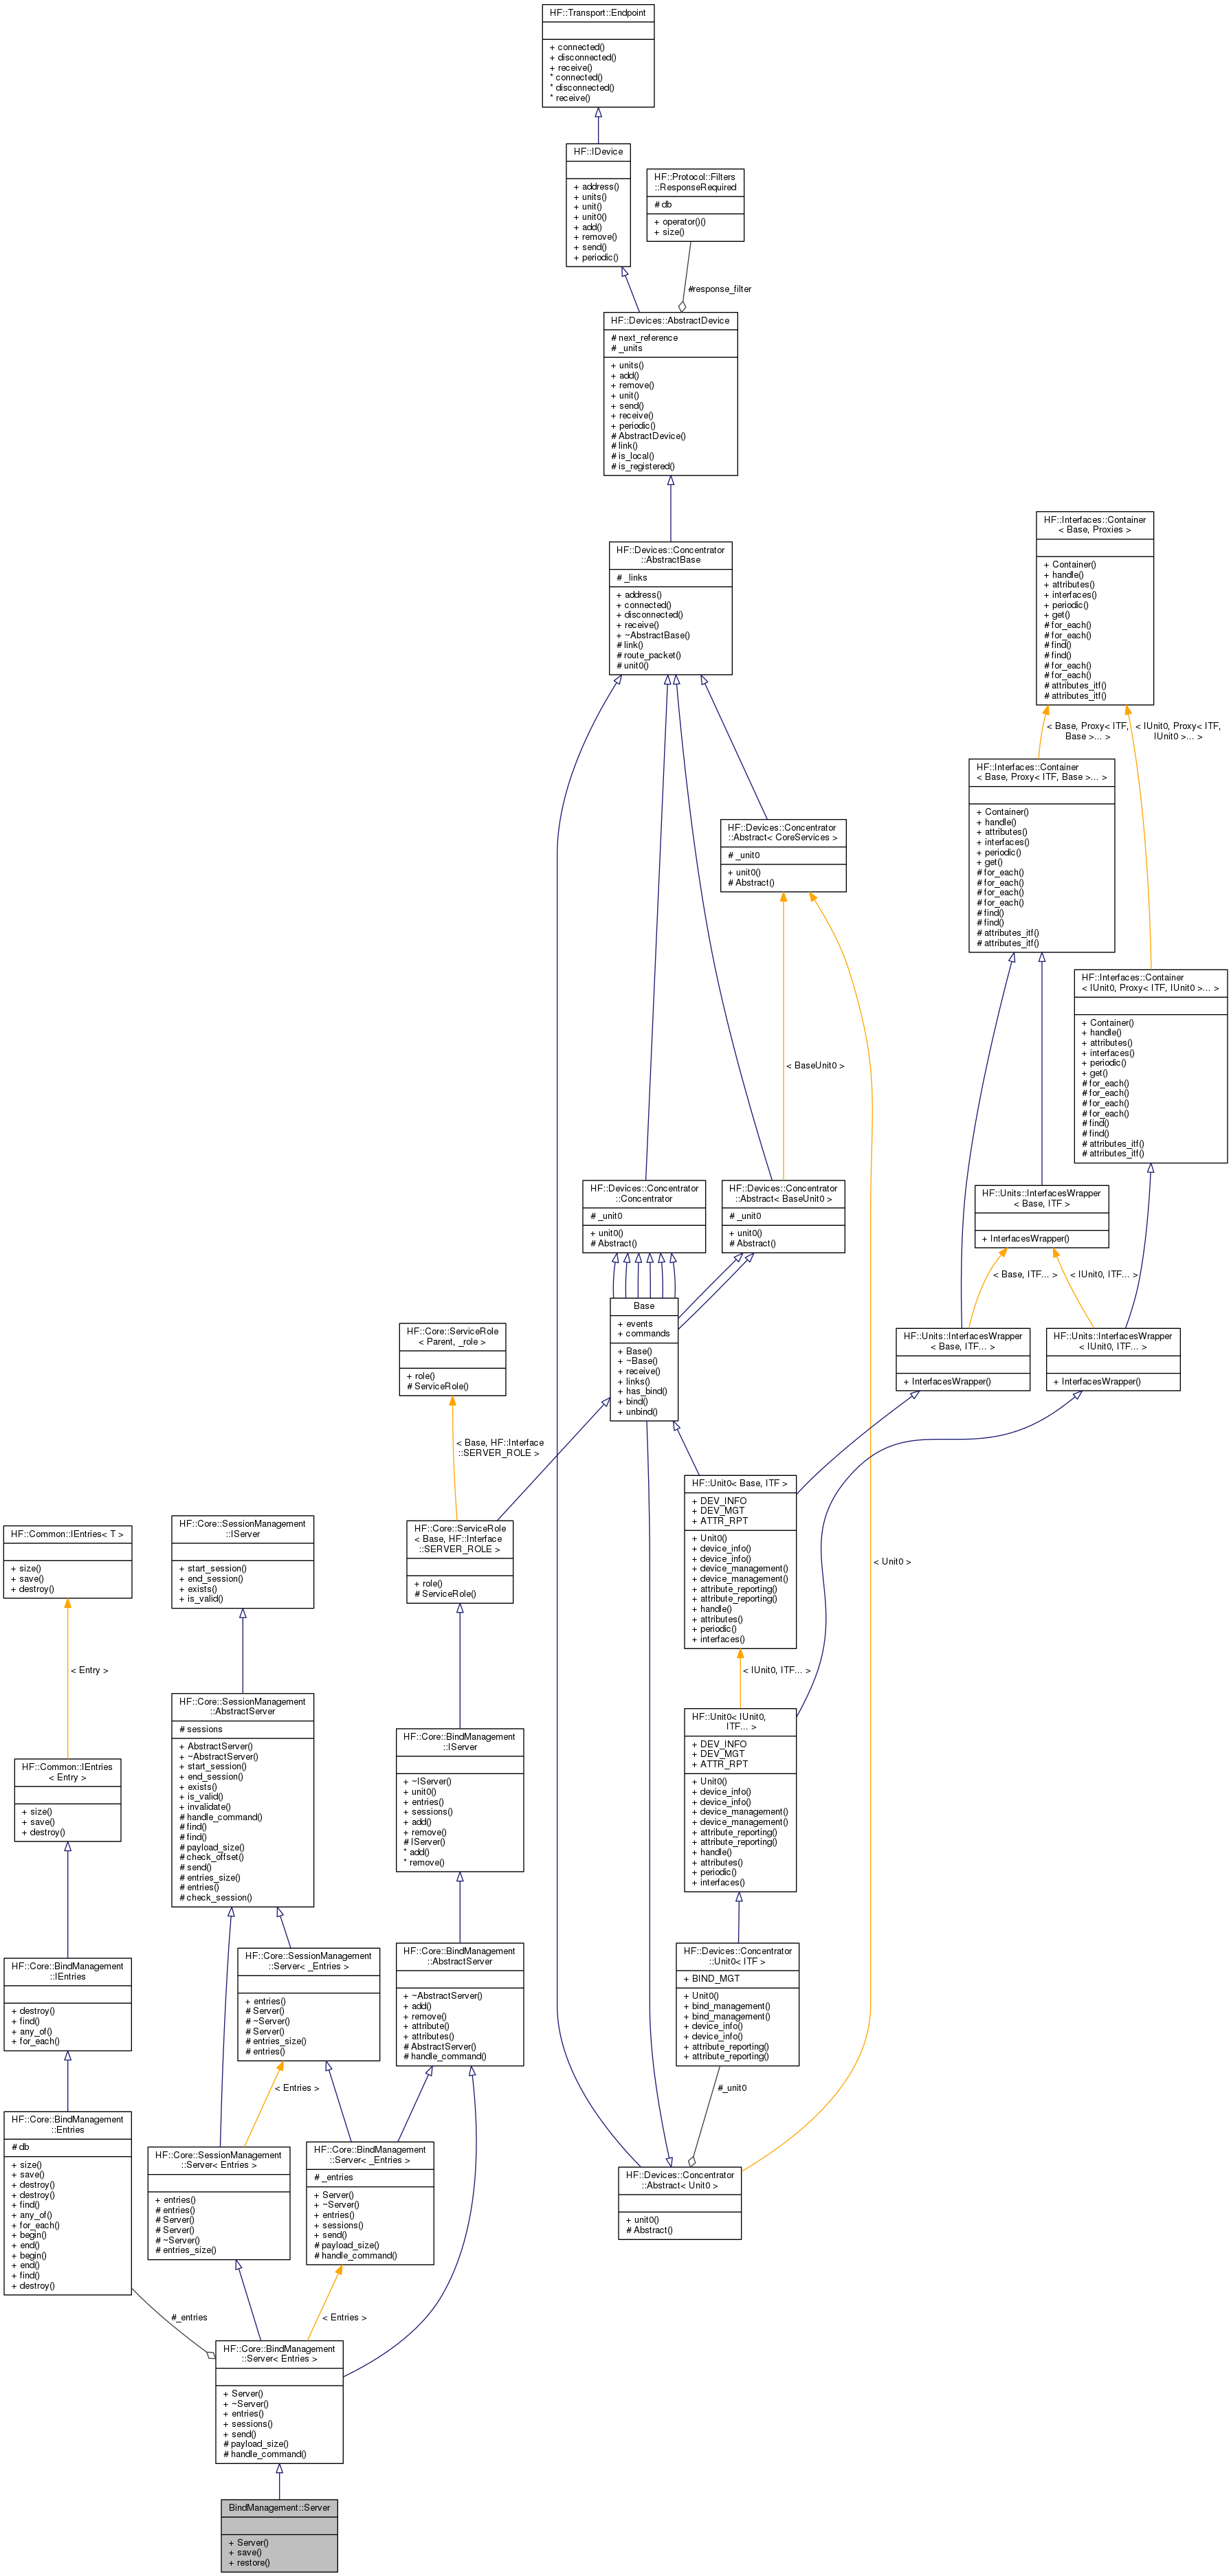 HF::Transport::Endpoint
+ connected()
+ disconnected()
+ receive()
* connected()
* disconnected()
* receive()
HF::IDevice
+ address()
+ units()
+ unit()
+ unit0()
+ add()
+ remove()
+ send()
+ periodic()
HF::Protocol::Filters
::ResponseRequired
# db
+ operator()()
+ size()
#response_filter
HF::Devices::AbstractDevice
# next_reference
# _units
+ units()
+ add()
+ remove()
+ unit()
+ send()
+ receive()
+ periodic()
# AbstractDevice()
# link()
# is_local()
# is_registered()
HF::Devices::Concentrator
::AbstractBase
# _links
+ address()
+ connected()
+ disconnected()
+ receive()
+ ~AbstractBase()
# link()
# route_packet()
# unit0()
HF::Interfaces::Container
< Base, Proxies >
+ Container()
+ handle()
+ attributes()
+ interfaces()
+ periodic()
+ get()
# for_each()
# for_each()
# find()
# find()
# for_each()
# for_each()
# attributes_itf()
# attributes_itf()
< Base, Proxy< ITF,
Base >... >
< IUnit0, Proxy< ITF,
IUnit0 >... >
HF::Interfaces::Container
< Base, Proxy< ITF, Base >... >
+ Container()
+ handle()
+ attributes()
+ interfaces()
+ periodic()
+ get()
# for_each()
# for_each()
# for_each()
# for_each()
# find()
# find()
# attributes_itf()
# attributes_itf()
HF::Devices::Concentrator
::Abstract< CoreServices >
# _unit0
+ unit0()
# Abstract()
HF::Interfaces::Container
< IUnit0, Proxy< ITF, IUnit0 >... >
+ Container()
+ handle()
+ attributes()
+ interfaces()
+ periodic()
+ get()
# for_each()
# for_each()
# for_each()
# for_each()
# find()
# find()
# attributes_itf()
# attributes_itf()
< BaseUnit0 >
HF::Devices::Concentrator
::Concentrator
# _unit0
+ unit0()
# Abstract()
HF::Devices::Concentrator
::Abstract< BaseUnit0 >
# _unit0
+ unit0()
# Abstract()
HF::Units::InterfacesWrapper
< Base, ITF >
+ InterfacesWrapper()
< Base, ITF... >
< IUnit0, ITF... >
Base
+ events
+ commands
+ Base()
+ ~Base()
+ receive()
+ links()
+ has_bind()
+ bind()
+ unbind()
HF::Core::ServiceRole
< Parent, _role >
+ role()
# ServiceRole()
HF::Units::InterfacesWrapper
< Base, ITF... >
+ InterfacesWrapper()
HF::Units::InterfacesWrapper
< IUnit0, ITF... >
+ InterfacesWrapper()
< Base, HF::Interface
::SERVER_ROLE >
HF::Unit0< Base, ITF >
+ DEV_INFO
+ DEV_MGT
+ ATTR_RPT
+ Unit0()
+ device_info()
+ device_info()
+ device_management()
+ device_management()
+ attribute_reporting()
+ attribute_reporting()
+ handle()
+ attributes()
+ periodic()
+ interfaces()
< Unit0 >
HF::Common::IEntries< T >
+ size()
+ save()
+ destroy()
HF::Core::SessionManagement
::IServer
+ start_session()
+ end_session()
+ exists()
+ is_valid()
HF::Core::ServiceRole
< Base, HF::Interface
::SERVER_ROLE >
+ role()
# ServiceRole()
< Entry >
< IUnit0, ITF... >
HF::Core::SessionManagement
::AbstractServer
# sessions
+ AbstractServer()
+ ~AbstractServer()
+ start_session()
+ end_session()
+ exists()
+ is_valid()
+ invalidate()
# handle_command()
# find()
# find()
# payload_size()
# check_offset()
# send()
# entries_size()
# entries()
# check_session()
HF::Core::BindManagement
::IServer
+ ~IServer()
+ unit0()
+ entries()
+ sessions()
+ add()
+ remove()
# IServer()
* add()
* remove()
HF::Unit0< IUnit0,
ITF... >
+ DEV_INFO
+ DEV_MGT
+ ATTR_RPT
+ Unit0()
+ device_info()
+ device_info()
+ device_management()
+ device_management()
+ attribute_reporting()
+ attribute_reporting()
+ handle()
+ attributes()
+ periodic()
+ interfaces()
HF::Common::IEntries
< Entry >
+ size()
+ save()
+ destroy()
HF::Core::BindManagement
::IEntries
+ destroy()
+ find()
+ any_of()
+ for_each()
HF::Core::SessionManagement
::Server< _Entries >
+ entries()
# Server()
# ~Server()
# Server()
# entries_size()
# entries()
HF::Core::BindManagement
::AbstractServer
+ ~AbstractServer()
+ add()
+ remove()
+ attribute()
+ attributes()
# AbstractServer()
# handle_command()
HF::Devices::Concentrator
::Unit0< ITF >
+ BIND_MGT
+ Unit0()
+ bind_management()
+ bind_management()
+ device_info()
+ device_info()
+ attribute_reporting()
+ attribute_reporting()
< Entries >
#_unit0
HF::Core::BindManagement
::Entries
# db
+ size()
+ save()
+ destroy()
+ destroy()
+ find()
+ any_of()
+ for_each()
+ begin()
+ end()
+ begin()
+ end()
+ find()
+ destroy()
HF::Core::SessionManagement
::Server< Entries >
+ entries()
# entries()
# Server()
# Server()
# ~Server()
# entries_size()
HF::Core::BindManagement
::Server< _Entries >
# _entries
+ Server()
+ ~Server()
+ entries()
+ sessions()
+ send()
# payload_size()
# handle_command()
HF::Devices::Concentrator
::Abstract< Unit0 >
+ unit0()
# Abstract()
#_entries
< Entries >
HF::Core::BindManagement
::Server< Entries >
+ Server()
+ ~Server()
+ entries()
+ sessions()
+ send()
# payload_size()
# handle_command()
BindManagement::Server
+ Server()
+ save()
+ restore()